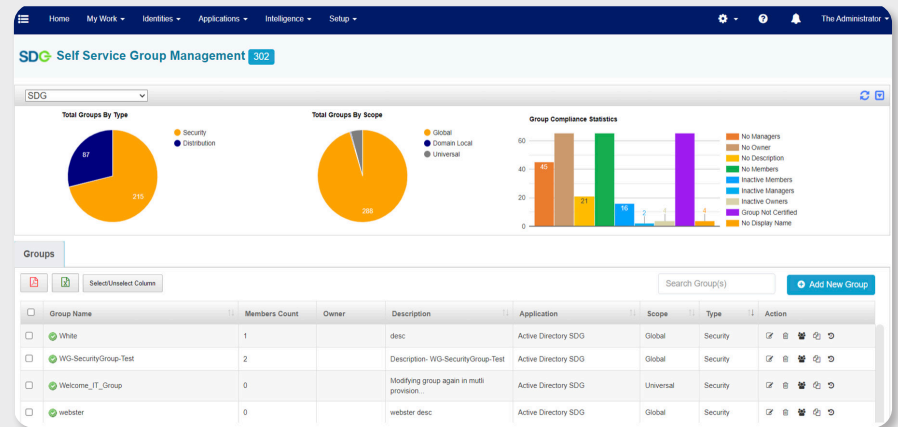 Home My Work Identities Applications Intelligence Setup The Administrator
SDG Self Service Group Management 302
SDG
Total Groups By Type
Security
Distribution
87
215
Total Groups By Scope
Global
Domain Local
Universal
288
Group Compliance Statistics
60
40
20
0
45
21
16
2
4
No Managers
No Owner
No Description
No Members
Inactive Members
Inactive Managers
Inactive Owners
Group Not Certified
No Display Name
Groups
Select/Unselect Column Search Group(s) Add New Group
Group Name Members Count Owner Description Application Scope Type Action
White 1 desc Active Directory SDG Global Security
WG-SecurityGroup-Test 2 Description- WG-SecurityGroup-Test Active Directory SDG Global Security
Welcome_IT_Group 0 Modifying group again in mutli provision... Active Directory SDG Universal Security
webster 0 webster desc Active Directory SDG Global Security